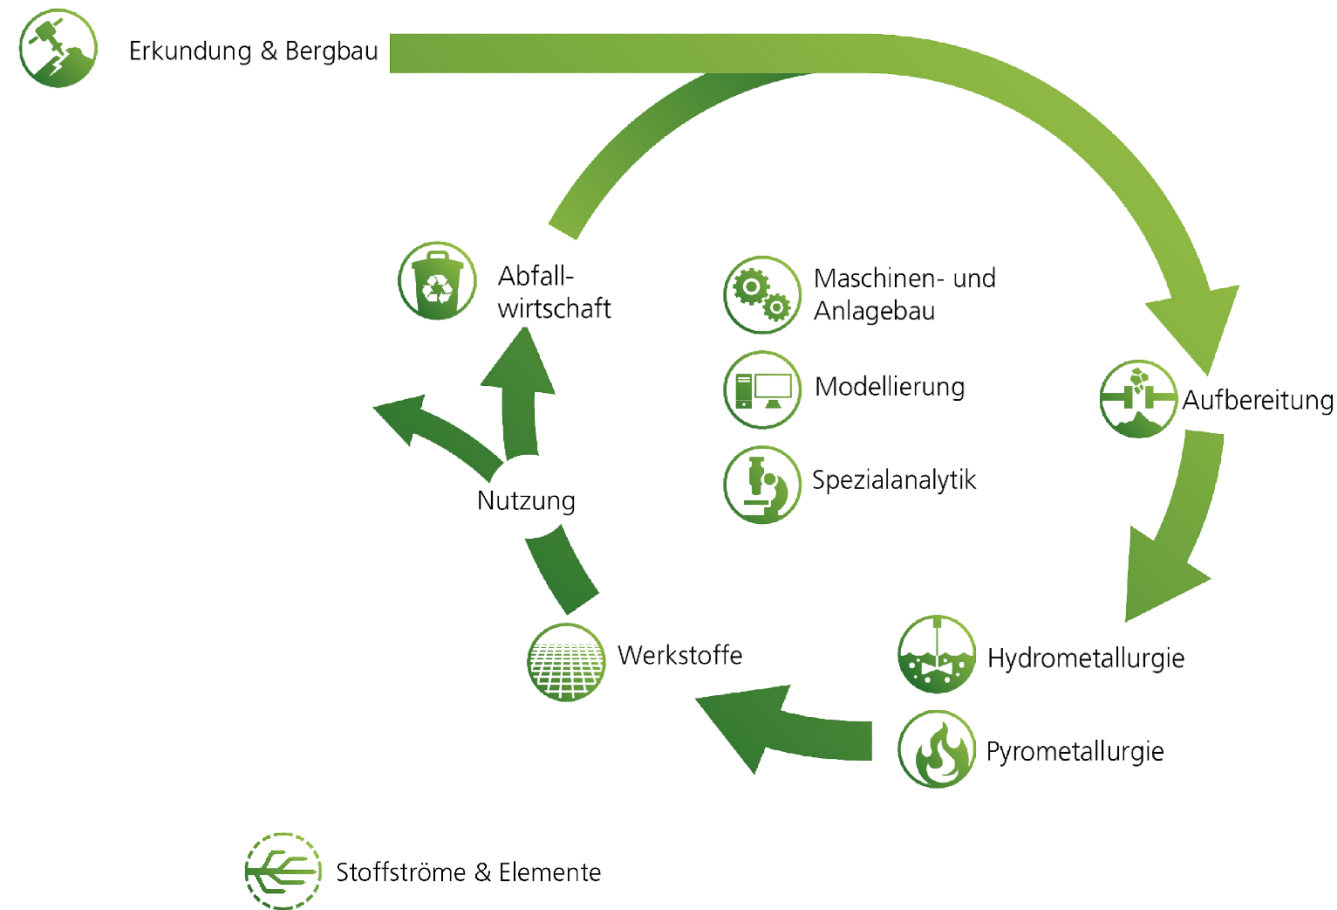 Erkundung & Bergbau
Abfall-
wirtschaft
Maschinen- und
Anlagebau
Modellierung
Aufbereitung
Spezialanalytik
Nutzung
Werkstoffe
Hydrometallurgie
Pyrometallurgie
Stoffströme & Elemente